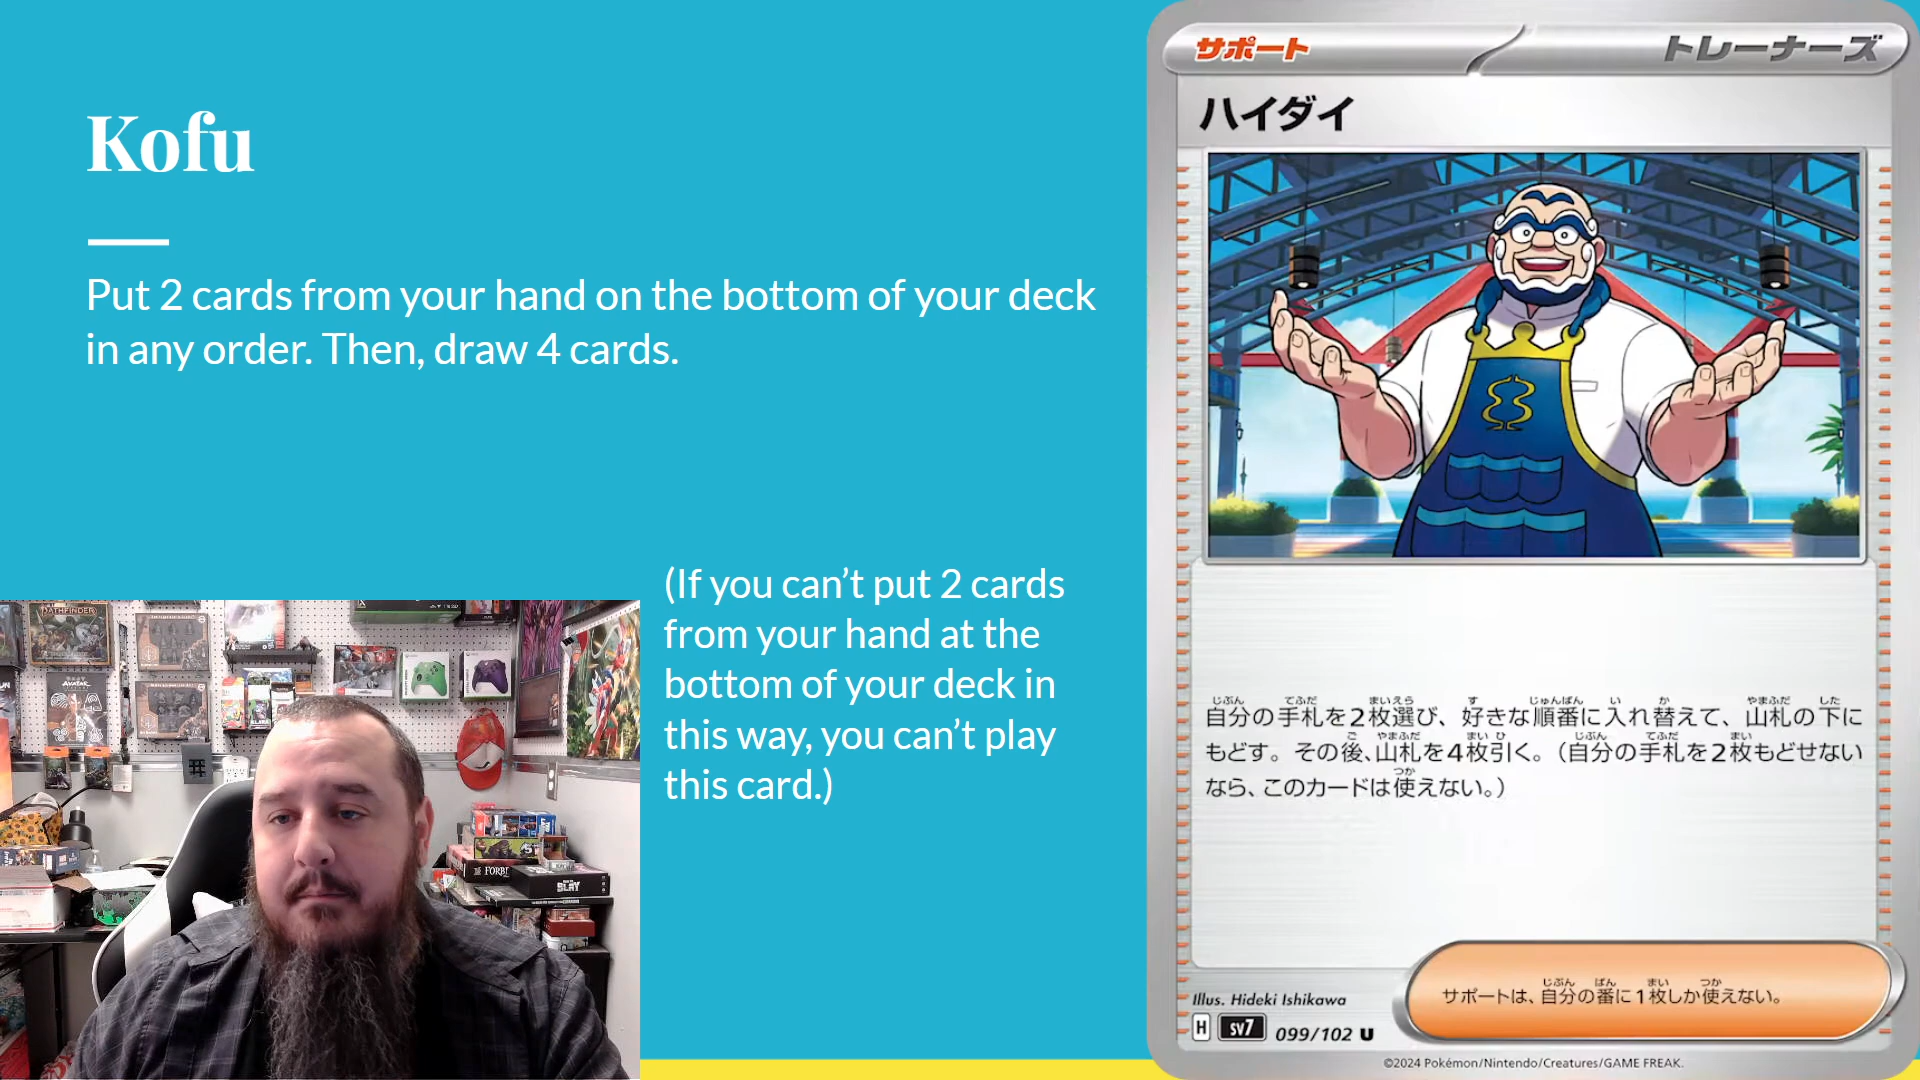 Kofu
Put 2 cards from your hand on the bottom of your deck
in any order. Then, draw 4 cards.
(If you can’t put 2 cards
from your hand at the
bottom of your deck in
this way, you can’t play
this card.)
PATHFINDER
AVATAR
SLAY
サポート
トレーナーズ
ハイダイ
自分の手札を2枚選び、好きな順番に入れ替えて、山札の下に
もどす。その後、山札を4枚引く。（自分の手札を2枚もどせない
なら、このカードは使えない。）
サポートは、自分の番に1枚しか使えない。
Illus. Hideki Ishikawa
H sv7 099/102 U
©2024 Pokémon/Nintendo/Creatures/GAME FREAK.